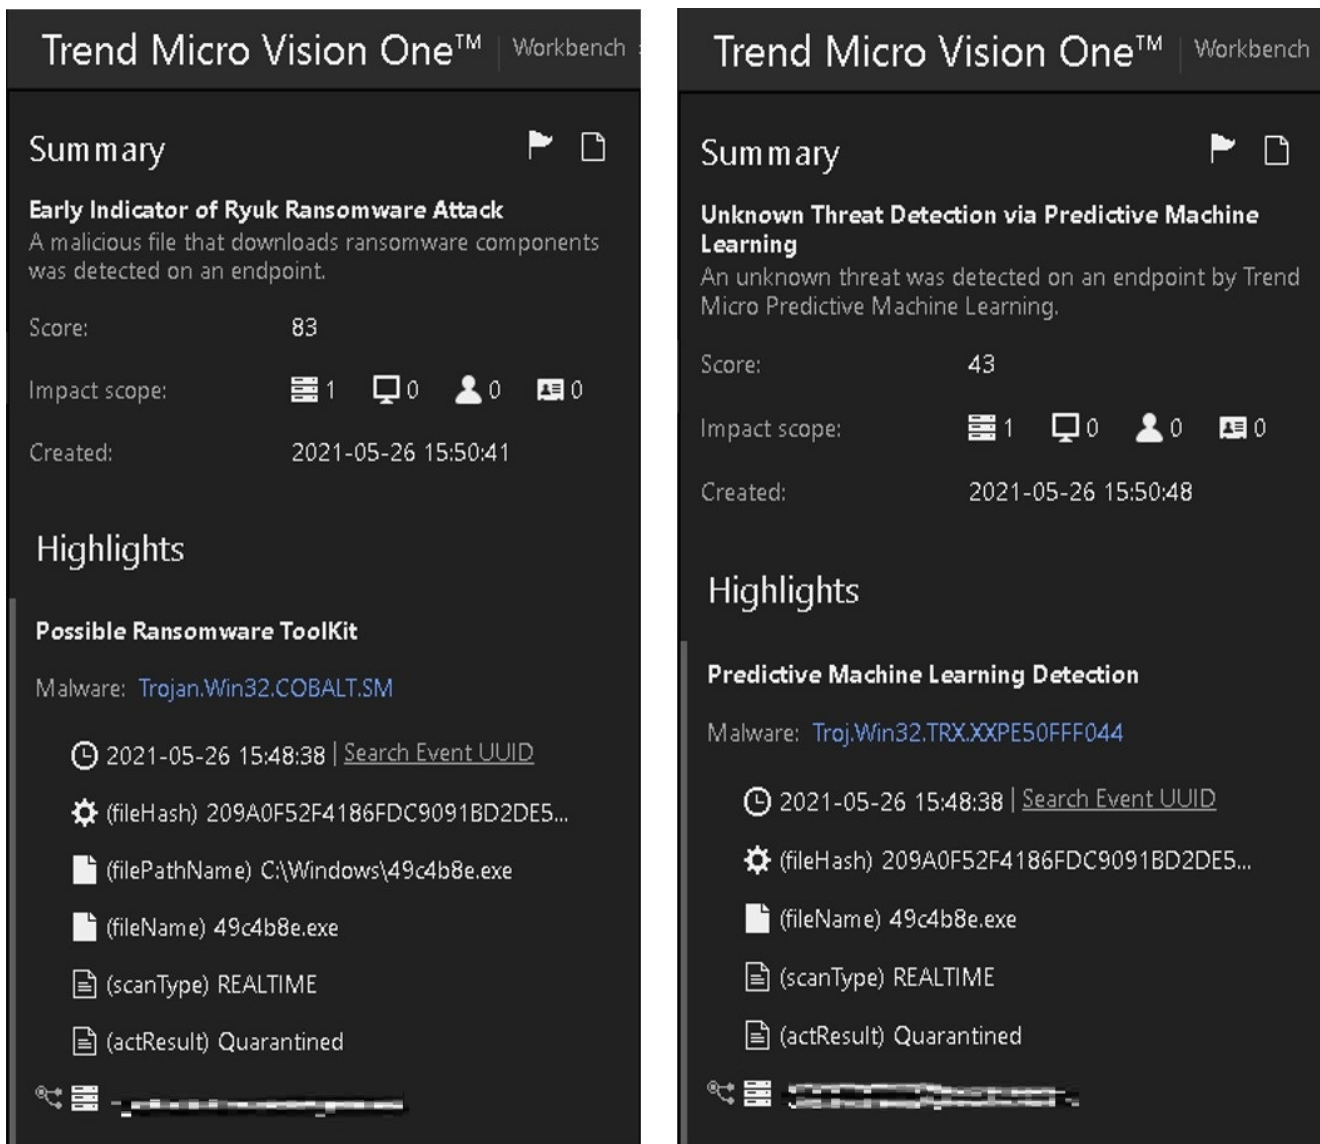 Trend Micro Vision One™ | Workbench
Summary
Early Indicator of Ryuk Ransomware Attack
A malicious file that downloads ransomware components
was detected on an endpoint.
Score: 83
Impact scope: 1 0 0 0
Created: 2021-05-26 15:50:41
Highlights
Possible Ransomware ToolKit
Malware: Trojan.Win32.COBALT.SM
2021-05-26 15:48:38 | Search Event UUID
(fileHash) 209A0F52F4186FDC9091BD2DE5...
(filePathName) C:\Windows\49c4b8e.exe
(fileName) 49c4b8e.exe
(scanType) REALTIME
(actResult) Quarantined
Trend Micro Vision One™ | Workbench
Summary
Unknown Threat Detection via Predictive Machine
Learning
An unknown threat was detected on an endpoint by Trend
Micro Predictive Machine Learning.
Score: 43
Impact scope: 1 0 0 0
Created: 2021-05-26 15:50:48
Highlights
Predictive Machine Learning Detection
Malware: Troj.Win32.TRX.XXPE50FFF044
2021-05-26 15:48:38 | Search Event UUID
(fileHash) 209A0F52F4186FDC9091BD2DE5...
(fileName) 49c4b8e.exe
(scanType) REALTIME
(actResult) Quarantined